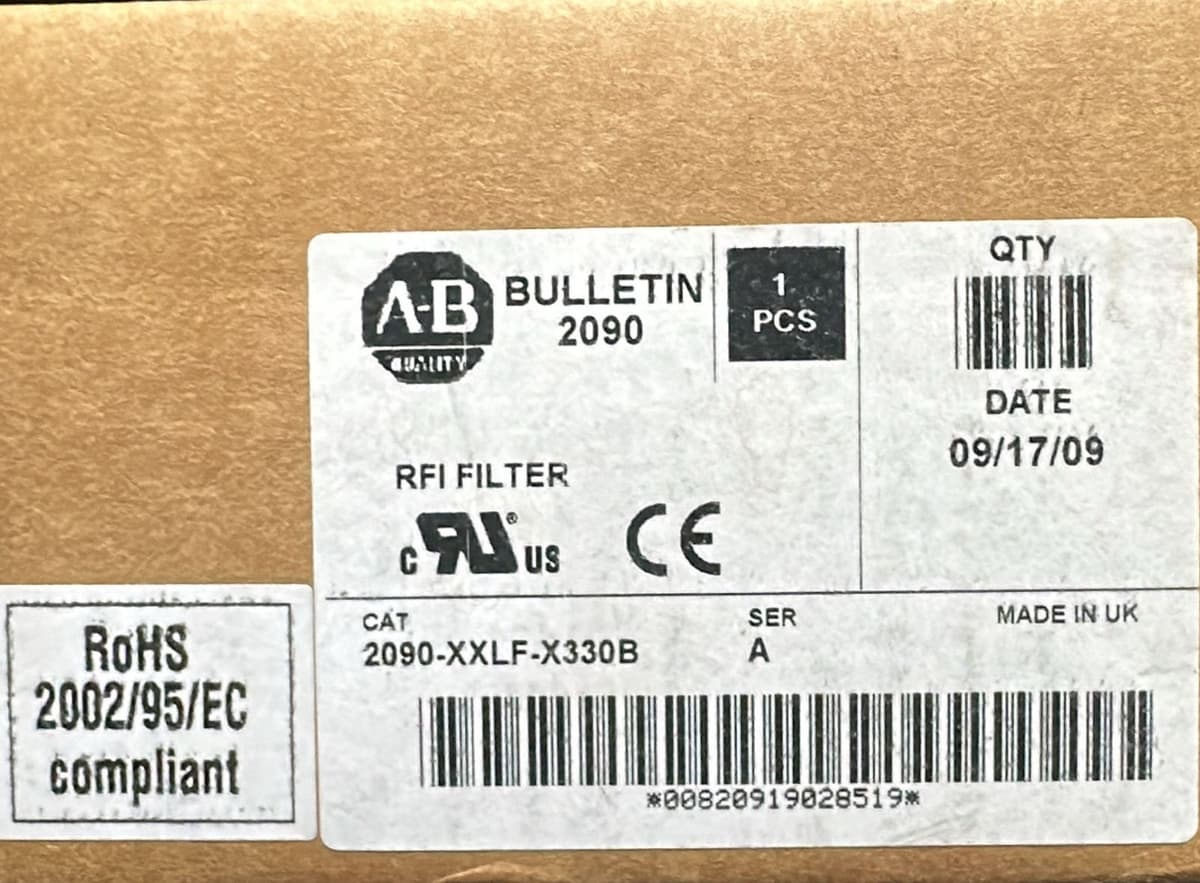 A-B
QUALITY
BULLETIN
2090
1
PCS
QTY
DATE
09/17/09
RFI FILTER
c RU® US
CE
CAT
2090-XXLF-X330B
SER
A
MADE IN UK
*00820919028519*
RoHS
2002/95/EC
compliant